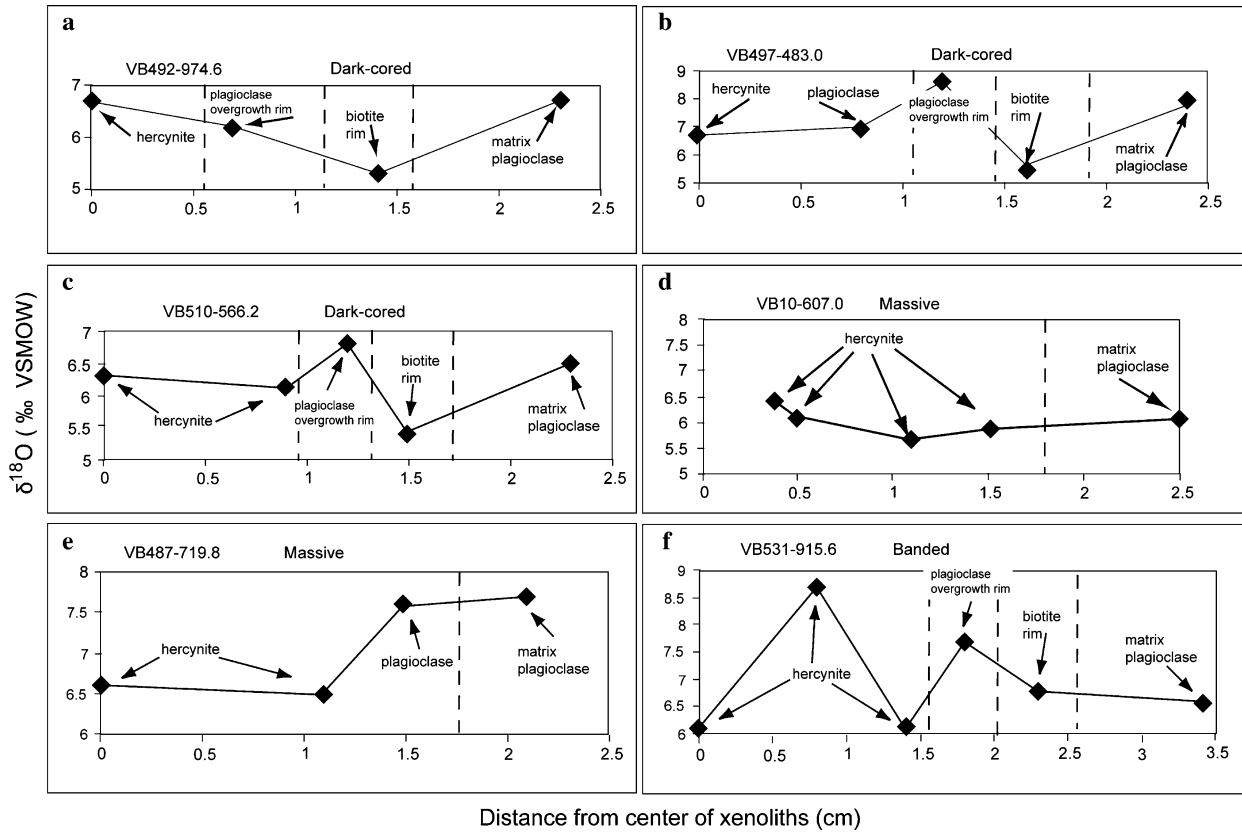 δ18O ( ‰ VSMOW)
a
VB492-974.6 Dark-cored
7
6
5
plagioclase
overgrowth rim
hercynite
biotite
rim
matrix
plagioclase
0 0.5 1 1.5 2 2.5
b
VB497-483.0 Dark-cored
9
8
7
6
5
hercynite
plagioclase
plagioclase
overgrowth rim
biotite
rim
matrix
plagioclase
0 0.5 1 1.5 2 2.5
c
VB510-566.2 Dark-cored
7
6.5
6
5.5
5
hercynite
plagioclase
overgrowth rim
biotite
rim
matrix
plagioclase
0 0.5 1 1.5 2 2.5
d
VB10-607.0 Massive
8
7.5
7
6.5
6
5.5
5
hercynite
matrix
plagioclase
0 0.5 1 1.5 2 2.5
e
VB487-719.8 Massive
8
7.5
7
6.5
6
hercynite
plagioclase
matrix
plagioclase
0 0.5 1 1.5 2 2.5
f
VB531-915.6 Banded
9
8.5
8
7.5
7
6.5
6
hercynite
plagioclase
overgrowth rim
biotite
rim
matrix
plagioclase
0 0.5 1 1.5 2 2.5 3 3.5
Distance from center of xenoliths (cm)